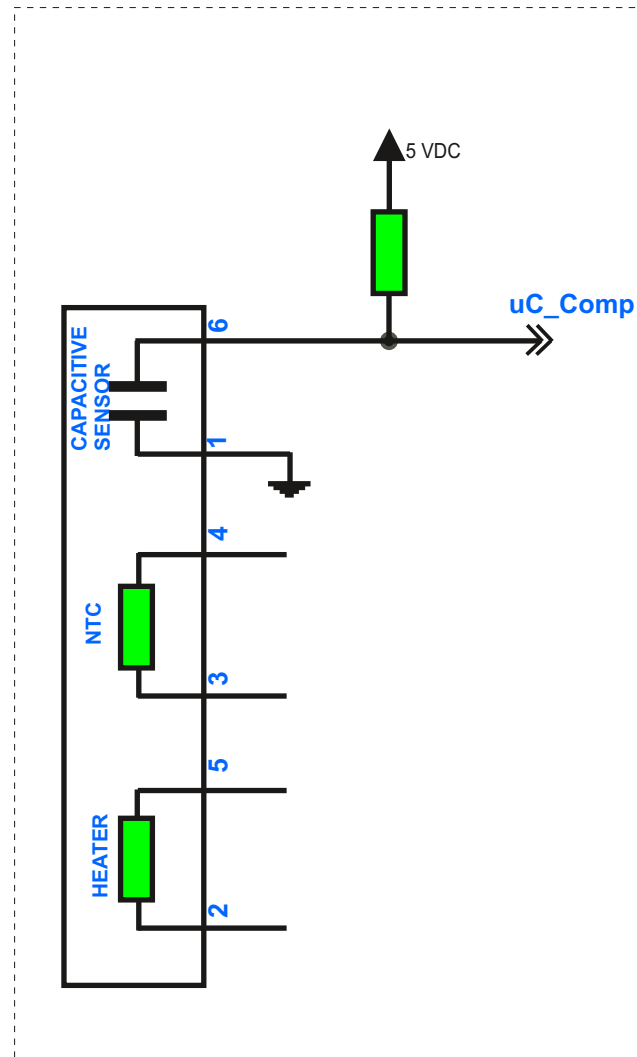 5 VDC
uC_Comp
6
CAPACITIVE
SENSOR
1
4
NTC
3
5
HEATER
2